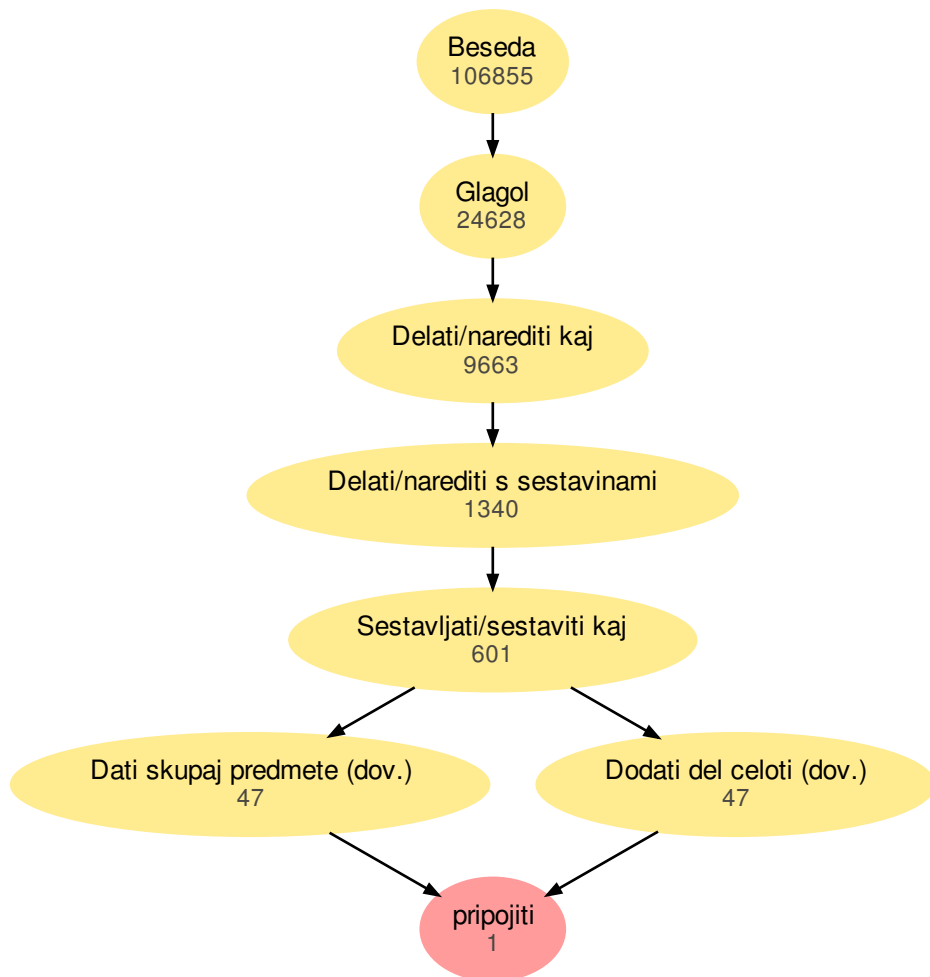 Beseda
106855
Glagol
24628
Delati/narediti kaj
9663
Delati/narediti s sestavinami
1340
Sestavljati/sestaviti kaj
601
Dati skupaj predmete (dov.)
47
Dodati del celoti (dov.)
47
pripojiti
1